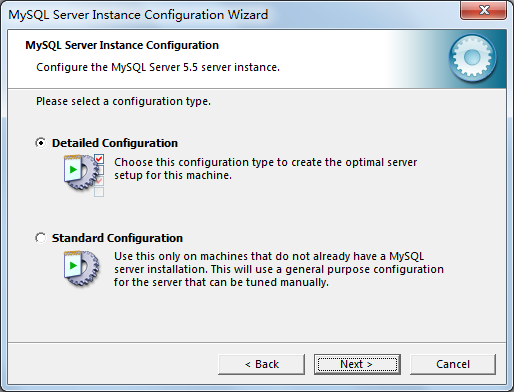 MySQL Server Instance Configuration Wizard
MySQL Server Instance Configuration
Configure the MySQL Server 5.5 server instance.
Please select a configuration type.
Detailed Configuration
Choose this configuration type to create the optimal server
setup for this machine.
Standard Configuration
Use this only on machines that do not already have a MySQL
server installation. This will use a general purpose configuration
for the server that can be tuned manually.
< Back
Next >
Cancel